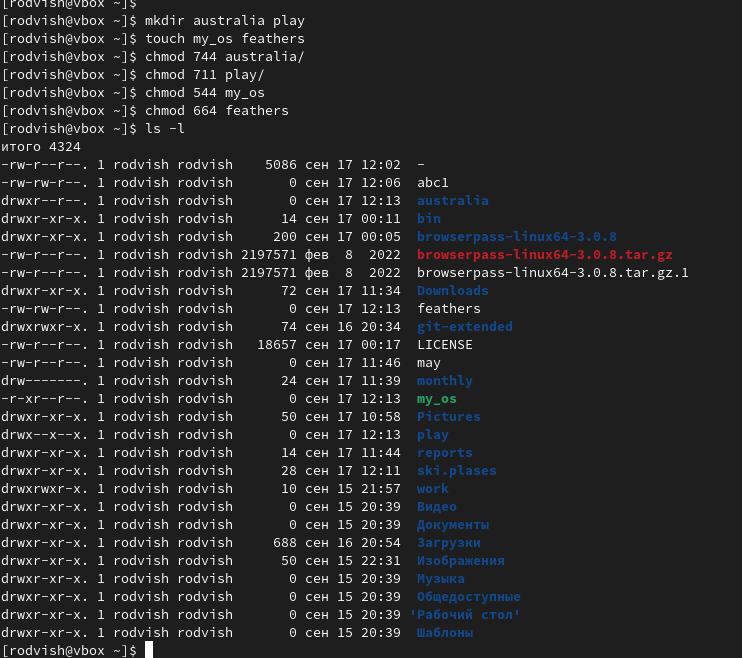 [rodvish@vbox ~]$
[rodvish@vbox ~]$ mkdir australia play
[rodvish@vbox ~]$ touch my_os feathers
[rodvish@vbox ~]$ chmod 744 australia/
[rodvish@vbox ~]$ chmod 711 play/
[rodvish@vbox ~]$ chmod 544 my_os
[rodvish@vbox ~]$ chmod 664 feathers
[rodvish@vbox ~]$ ls -l
итого 4324
-rw-r--r--. 1 rodvish rodvish    5086 сен 17 12:02  -
-rw-rw-r--. 1 rodvish rodvish       0 сен 17 12:06  abc1
drwxr--r--. 1 rodvish rodvish       0 сен 17 12:13  australia
drwxr-xr-x. 1 rodvish rodvish      14 сен 17 00:11  bin
drwxr-xr-x. 1 rodvish rodvish     200 сен 17 00:05  browserpass-linux64-3.0.8
-rw-r--r--. 1 rodvish rodvish 2197571 фев  8  2022  browserpass-linux64-3.0.8.tar.gz
-rw-r--r--. 1 rodvish rodvish 2197571 фев  8  2022  browserpass-linux64-3.0.8.tar.gz.1
drwxr-xr-x. 1 rodvish rodvish      72 сен 17 11:34  Downloads
-rw-rw-r--. 1 rodvish rodvish       0 сен 17 12:13  feathers
drwxrwxr-x. 1 rodvish rodvish      74 сен 16 20:34  git-extended
-rw-r--r--. 1 rodvish rodvish   18657 сен 17 00:17  LICENSE
-rw-r--r--. 1 rodvish rodvish       0 сен 17 11:46  may
drw-------. 1 rodvish rodvish      24 сен 17 11:39  monthly
-r-xr--r--. 1 rodvish rodvish       0 сен 17 12:13  my_os
drwxr-xr-x. 1 rodvish rodvish      50 сен 17 10:58  Pictures
drwx--x--x. 1 rodvish rodvish       0 сен 17 12:13  play
drwxr-xr-x. 1 rodvish rodvish      14 сен 17 11:44  reports
drwxr-xr-x. 1 rodvish rodvish      28 сен 17 12:11  ski.plases
drwxrwxr-x. 1 rodvish rodvish      10 сен 15 21:57  work
drwxr-xr-x. 1 rodvish rodvish       0 сен 15 20:39  Видео
drwxr-xr-x. 1 rodvish rodvish       0 сен 15 20:39  Документы
drwxr-xr-x. 1 rodvish rodvish     688 сен 16 20:54  Загрузки
drwxr-xr-x. 1 rodvish rodvish      50 сен 15 22:31  Изображения
drwxr-xr-x. 1 rodvish rodvish       0 сен 15 20:39  Музыка
drwxr-xr-x. 1 rodvish rodvish       0 сен 15 20:39  Общедоступные
drwxr-xr-x. 1 rodvish rodvish       0 сен 15 20:39 'Рабочий стол'
drwxr-xr-x. 1 rodvish rodvish       0 сен 15 20:39  Шаблоны
[rodvish@vbox ~]$